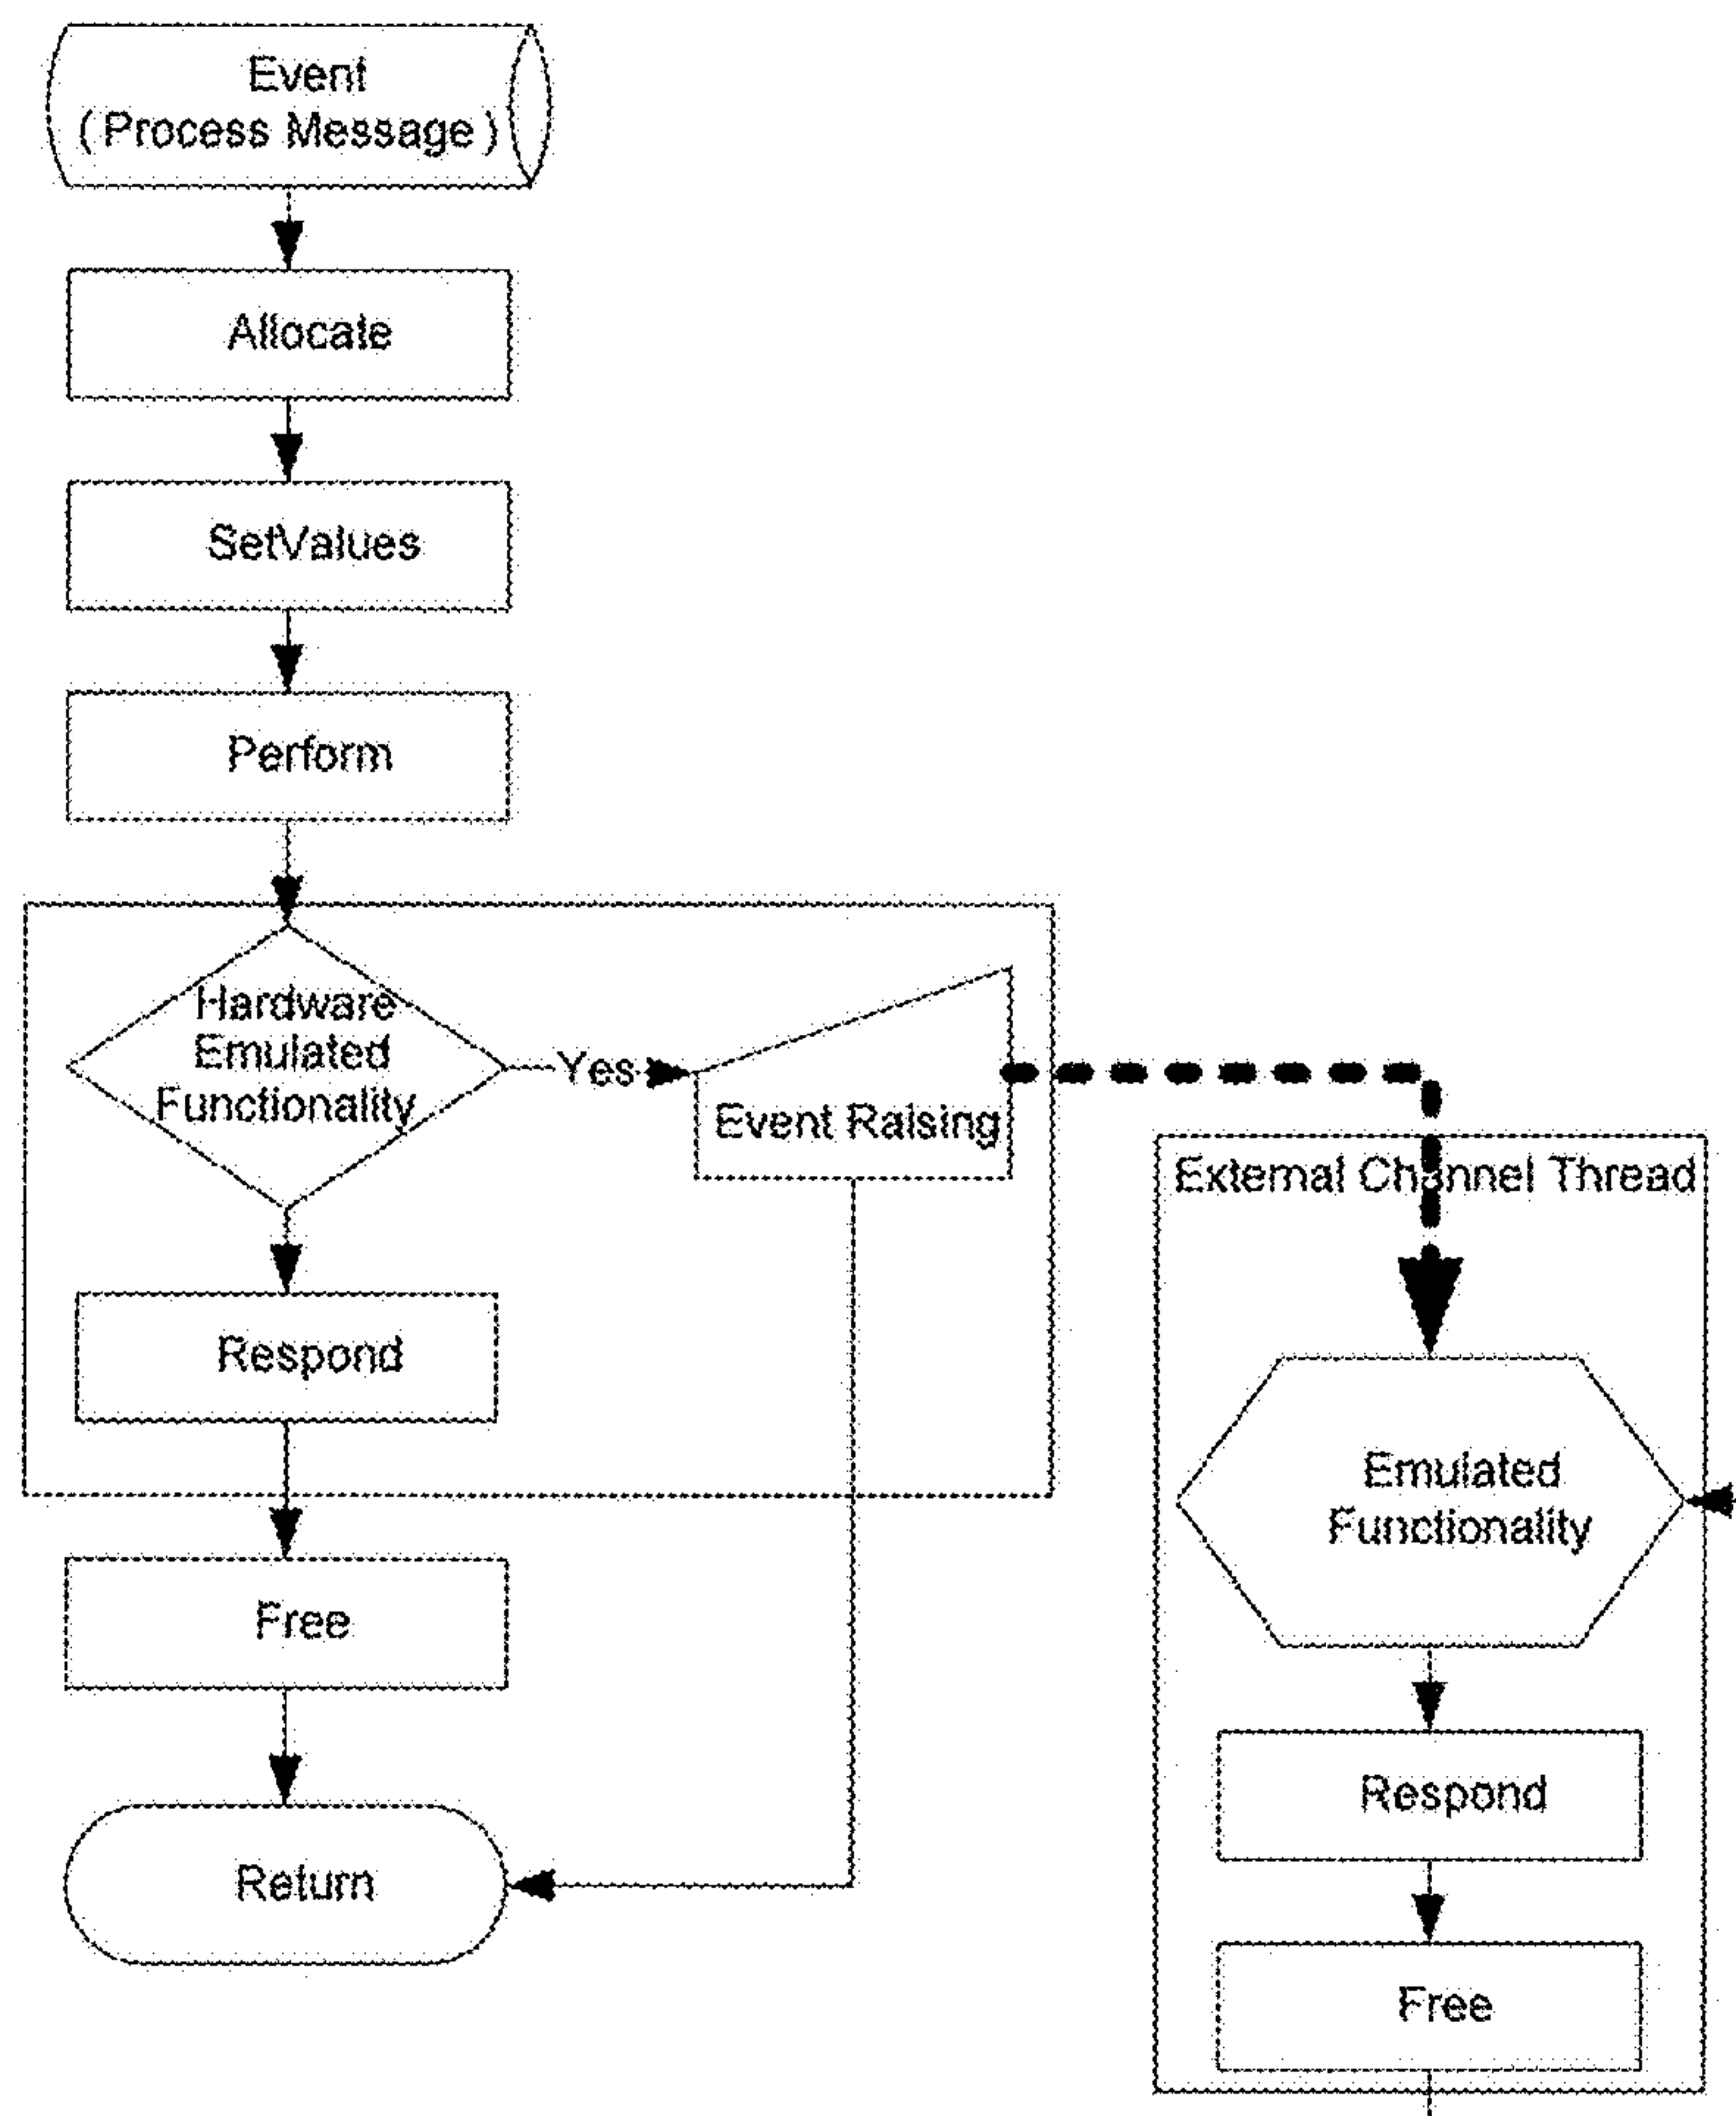 Event
( Process Message )
Allocate
SetValues
Perform
Hardware
Emulated
Functionality
Yes
Event Raising
External Channel Thread
Respond
Emulated
Functionality
Free
Respond
Return
Free